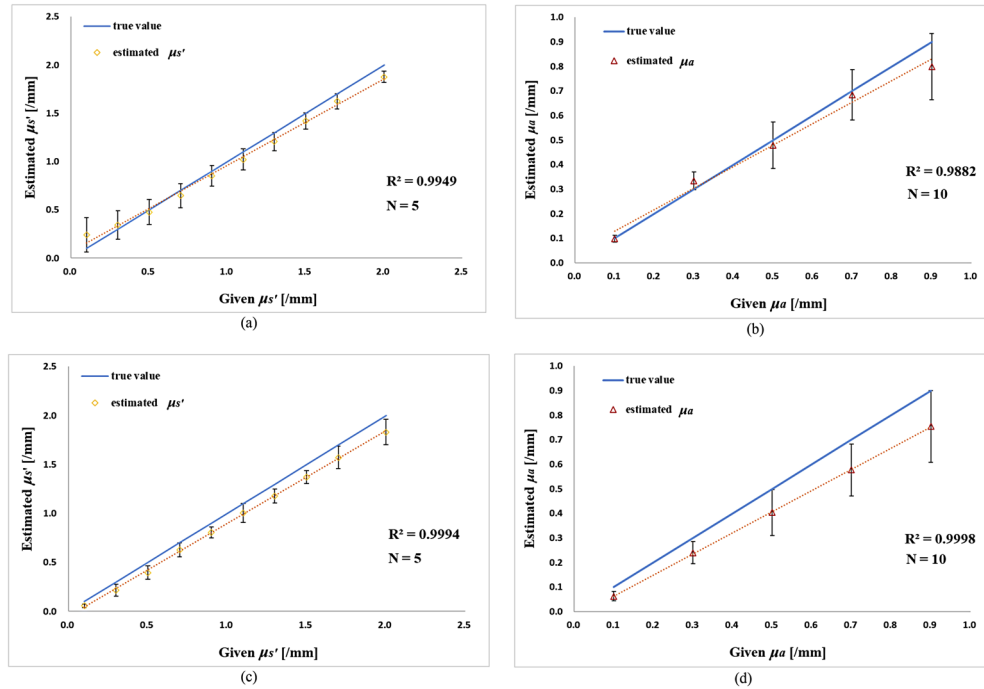 2.5
2.0
1.5
1.0
0.5
0.0
0.0
0.5
1.0
1.5
2.0
2.5
Estimated μs' [/mm]
Given μs' [/mm]
true value
estimated μs'
R² = 0.9949
N = 5
(a)
1.0
0.9
0.8
0.7
0.6
0.5
0.4
0.3
0.2
0.1
0.0
0.0
0.1
0.2
0.3
0.4
0.5
0.6
0.7
0.8
0.9
1.0
Estimated μa [/mm]
Given μa [/mm]
true value
estimated μa
R² = 0.9882
N = 10
(b)
2.5
2.0
1.5
1.0
0.5
0.0
0.0
0.5
1.0
1.5
2.0
2.5
Estimated μs' [/mm]
Given μs' [/mm]
true value
estimated μs'
R² = 0.9994
N = 5
(c)
1.0
0.9
0.8
0.7
0.6
0.5
0.4
0.3
0.2
0.1
0.0
0.0
0.1
0.2
0.3
0.4
0.5
0.6
0.7
0.8
0.9
1.0
Estimated μa [/mm]
Given μa [/mm]
true value
estimated μa
R² = 0.9998
N = 10
(d)